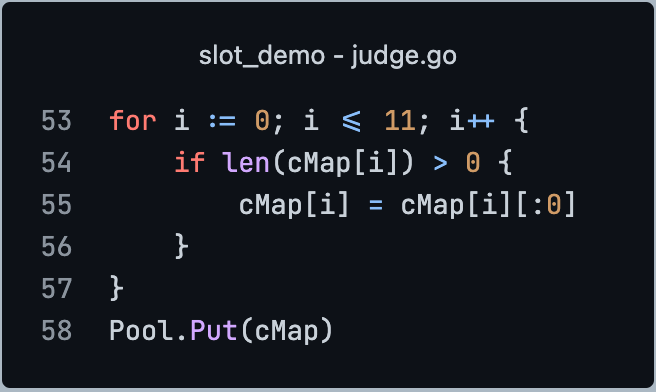 slot_demo - judge.go
53 for i := 0; i <= 11; i++ {
54     if len(cMap[i]) > 0 {
55         cMap[i] = cMap[i][:0]
56     }
57 }
58 Pool.Put(cMap)